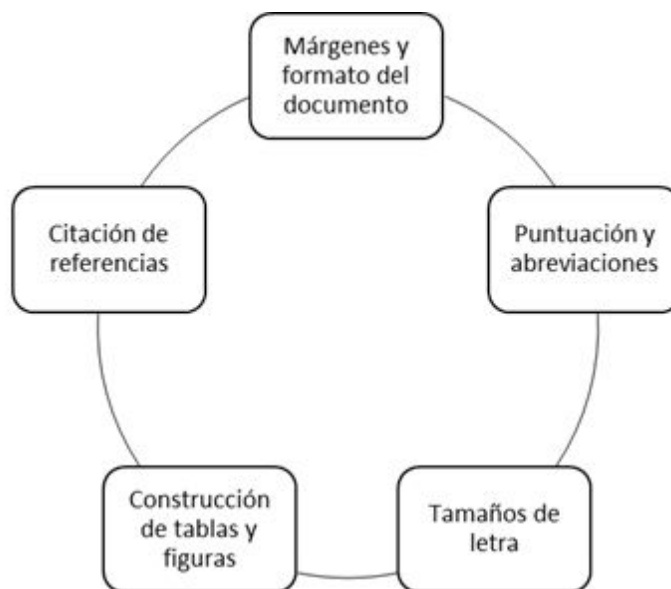 Márgenes y
formato del
documento
Puntuación y
abreviaciones
Tamaños de
letra
Construcción
de tablas y
figuras
Citación de
referencias